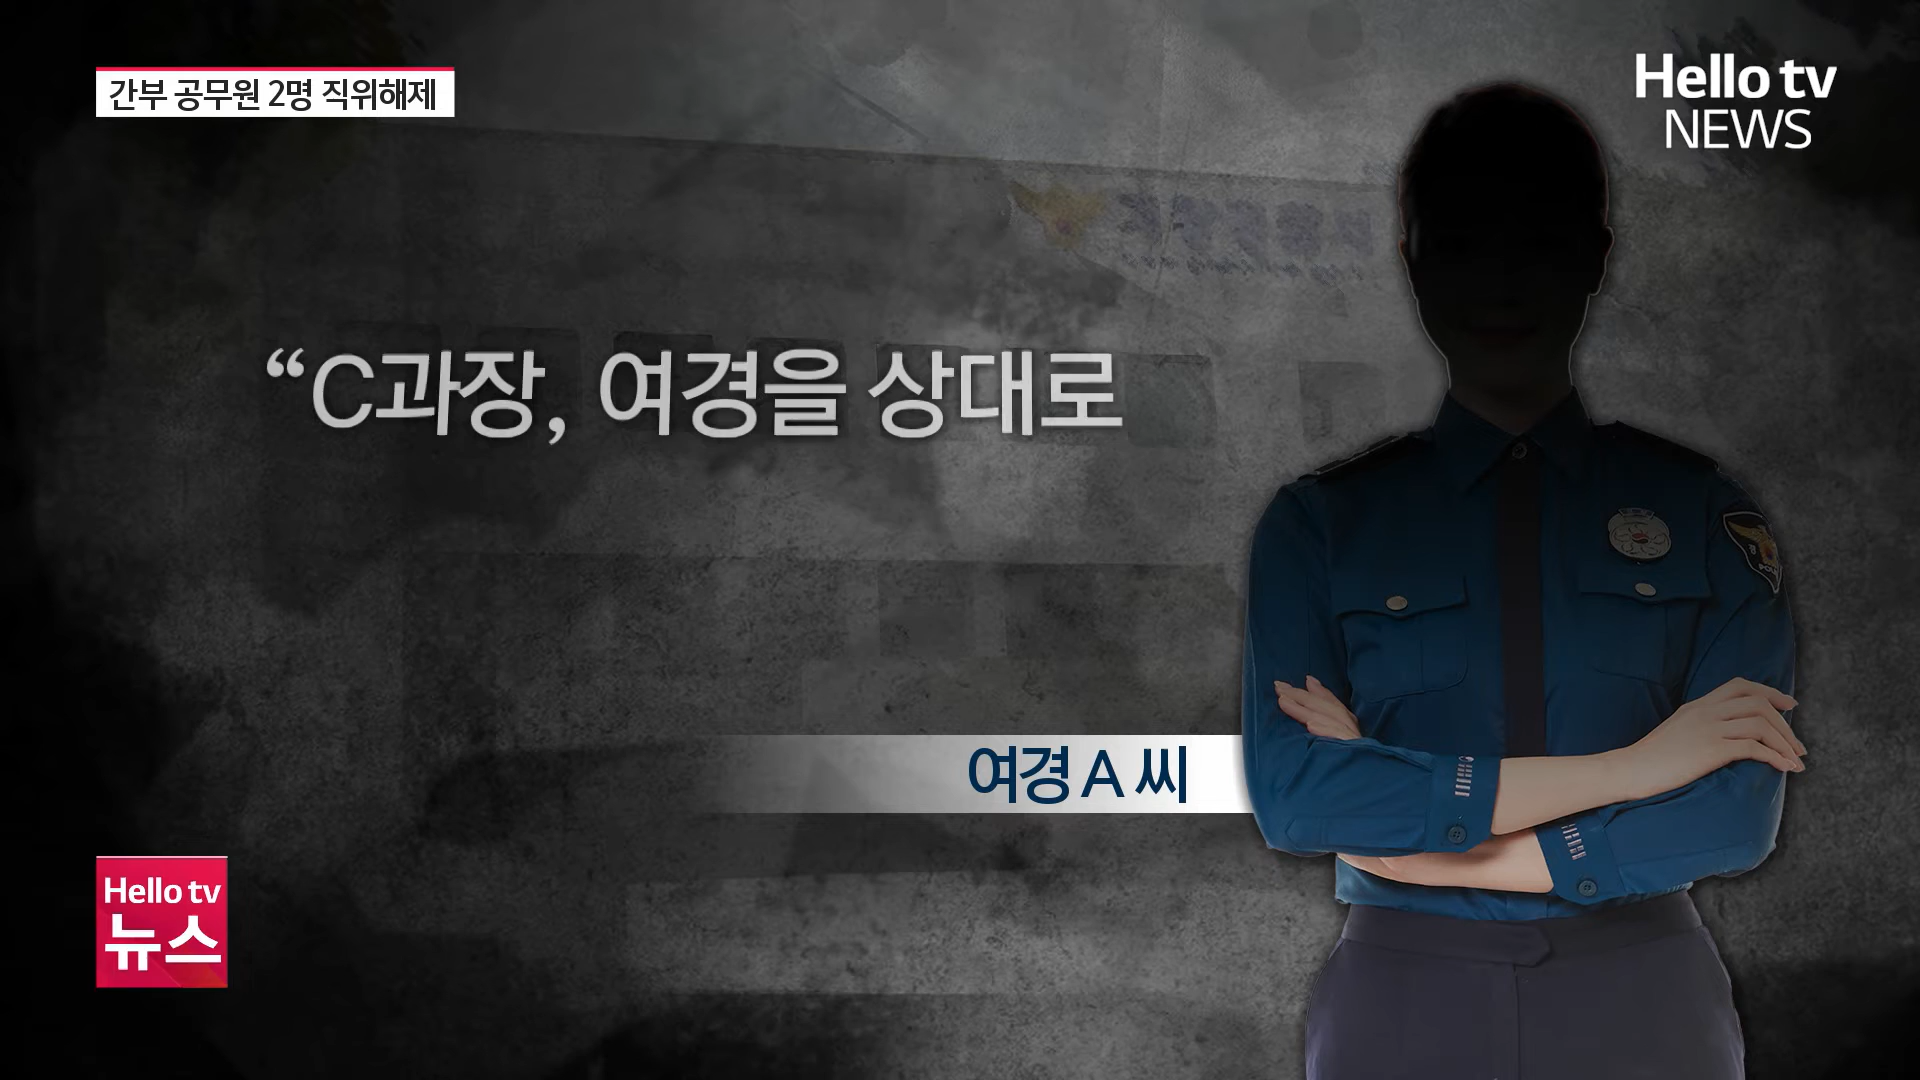 간부 공무원 2명 직위해제
Hello tv
NEWS
“C과장, 여경을 상대로
여경 A 씨
Hello tv
뉴스